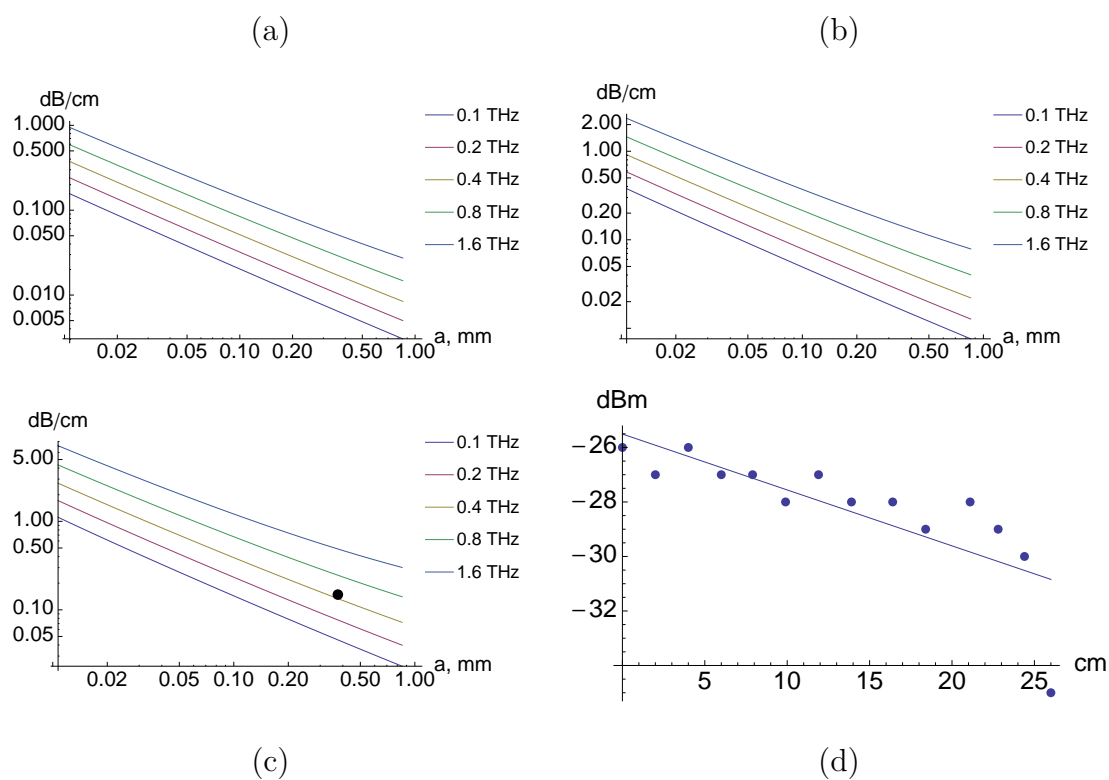 (a)
(b)
dB/cm
1.000
0.500
0.100
0.050
0.010
0.005
0.02 0.05 0.10 0.20 0.50 1.00
a, mm
0.1 THz
0.2 THz
0.4 THz
0.8 THz
1.6 THz
dB/cm
2.00
1.00
0.50
0.20
0.10
0.05
0.02
0.02 0.05 0.10 0.20 0.50 1.00
a, mm
0.1 THz
0.2 THz
0.4 THz
0.8 THz
1.6 THz
dB/cm
5.00
1.00
0.50
0.10
0.05
0.02 0.05 0.10 0.20 0.50 1.00
a, mm
0.1 THz
0.2 THz
0.4 THz
0.8 THz
1.6 THz
dBm
−26
−28
−30
−32
5 10 15 20 25
cm
(c)
(d)